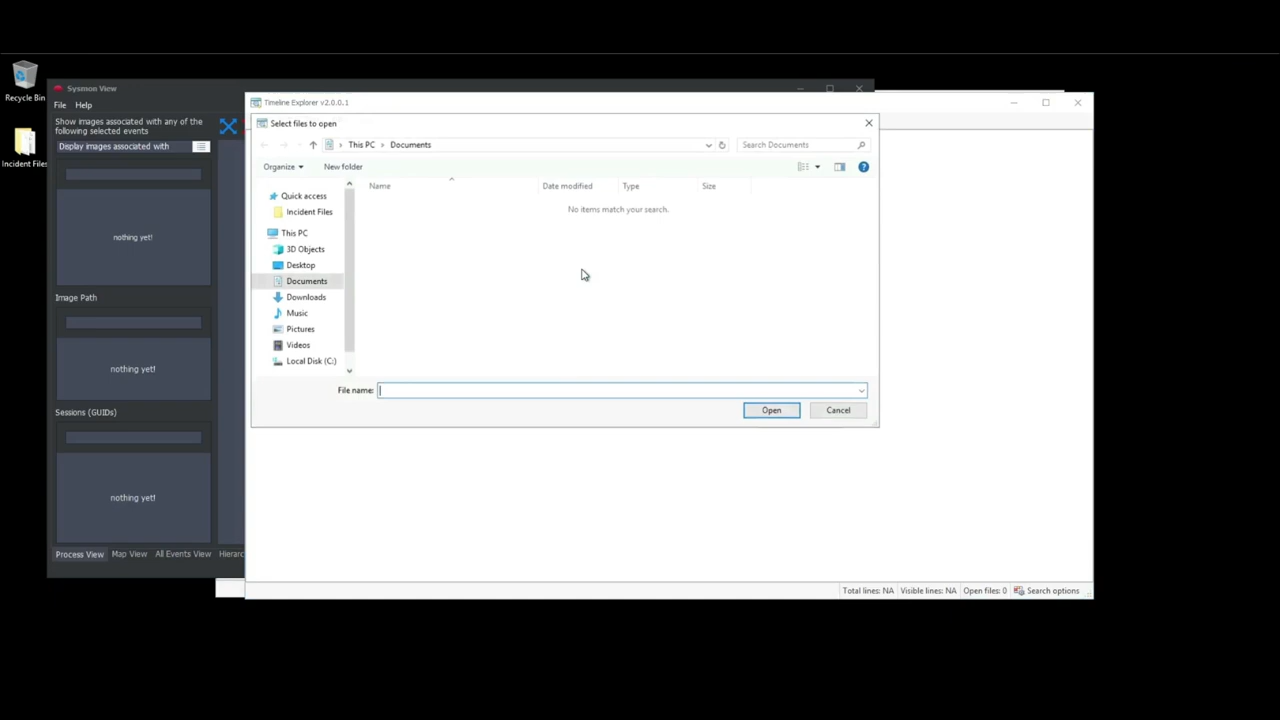 Recycle Bin
Incident Files
Sysmon View
File Help
Show images associated with any of the
following selected events
Display images associated with
nothing yet!
Image Path
nothing yet!
Sessions (GUIDs)
nothing yet!
Process View Map View All Events View Hierarc
Timeline Explorer v2.0.0.1
Select files to open
This PC > Documents
Search Documents
Organize New folder
Name Date modified Type Size
No items match your search.
Quick access
Incident Files
This PC
3D Objects
Desktop
Documents
Downloads
Music
Pictures
Videos
Local Disk (C:)
File name:
Open Cancel
Total lines: NA Visible lines: NA Open files: 0 Search options